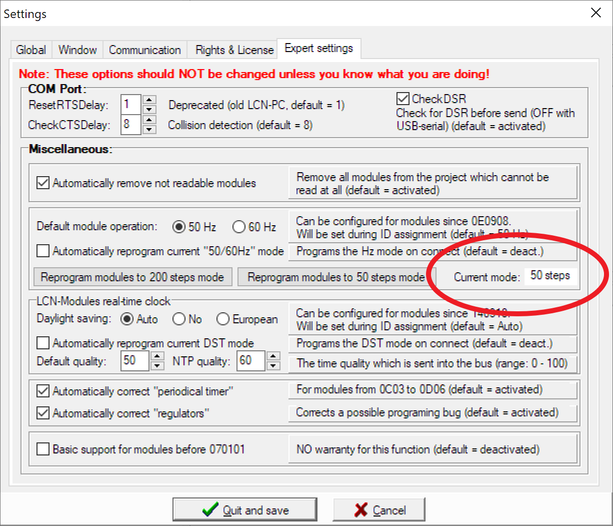 Settings
Global
Window
Communication
Rights & License
Expert settings
Note: These options should NOT be changed unless you know what you are doing!
COM Port:
ResetRTSDelay: 1 Deprecated (old LCN-PC, default = 1)
CheckCTSDelay: 8 Collision detection (default = 8)
CheckDSR
Check for DSR before send (OFF with
USB-serial) (default = activated)
Miscellaneous:
Automatically remove not readable modules
Remove all modules from the project which cannot be
read at all (default = activated)
Default module operation: 50 Hz 60 Hz
Can be configured for modules since 0E0908.
Will be set during ID assignment (default = 50 Hz)
Automatically reprogram current "50/60Hz" mode
Programs the Hz mode on connect (default = deact.)
Reprogram modules to 200 steps mode
Reprogram modules to 50 steps mode
Current mode: 50 steps
LCN-Modules real-time clock
Daylight saving: Auto No European
Can be configured for modules since
Will be set during ID assignment (default = Auto)
Automatically reprogram current DST mode
Programs the DST mode on connect (default = deact.)
Default quality: 50 NTP quality: 60
The time quality which is sent into the bus (range: 0 - 100)
Automatically correct "periodical timer"
For modules from 0C03 to 0D06 (default = activated)
Automatically correct "regulators"
Corrects a possible programing bug (default = activated)
Basic support for modules before 070101
NO warranty for this function (default = deactivated)
Quit and save
Cancel